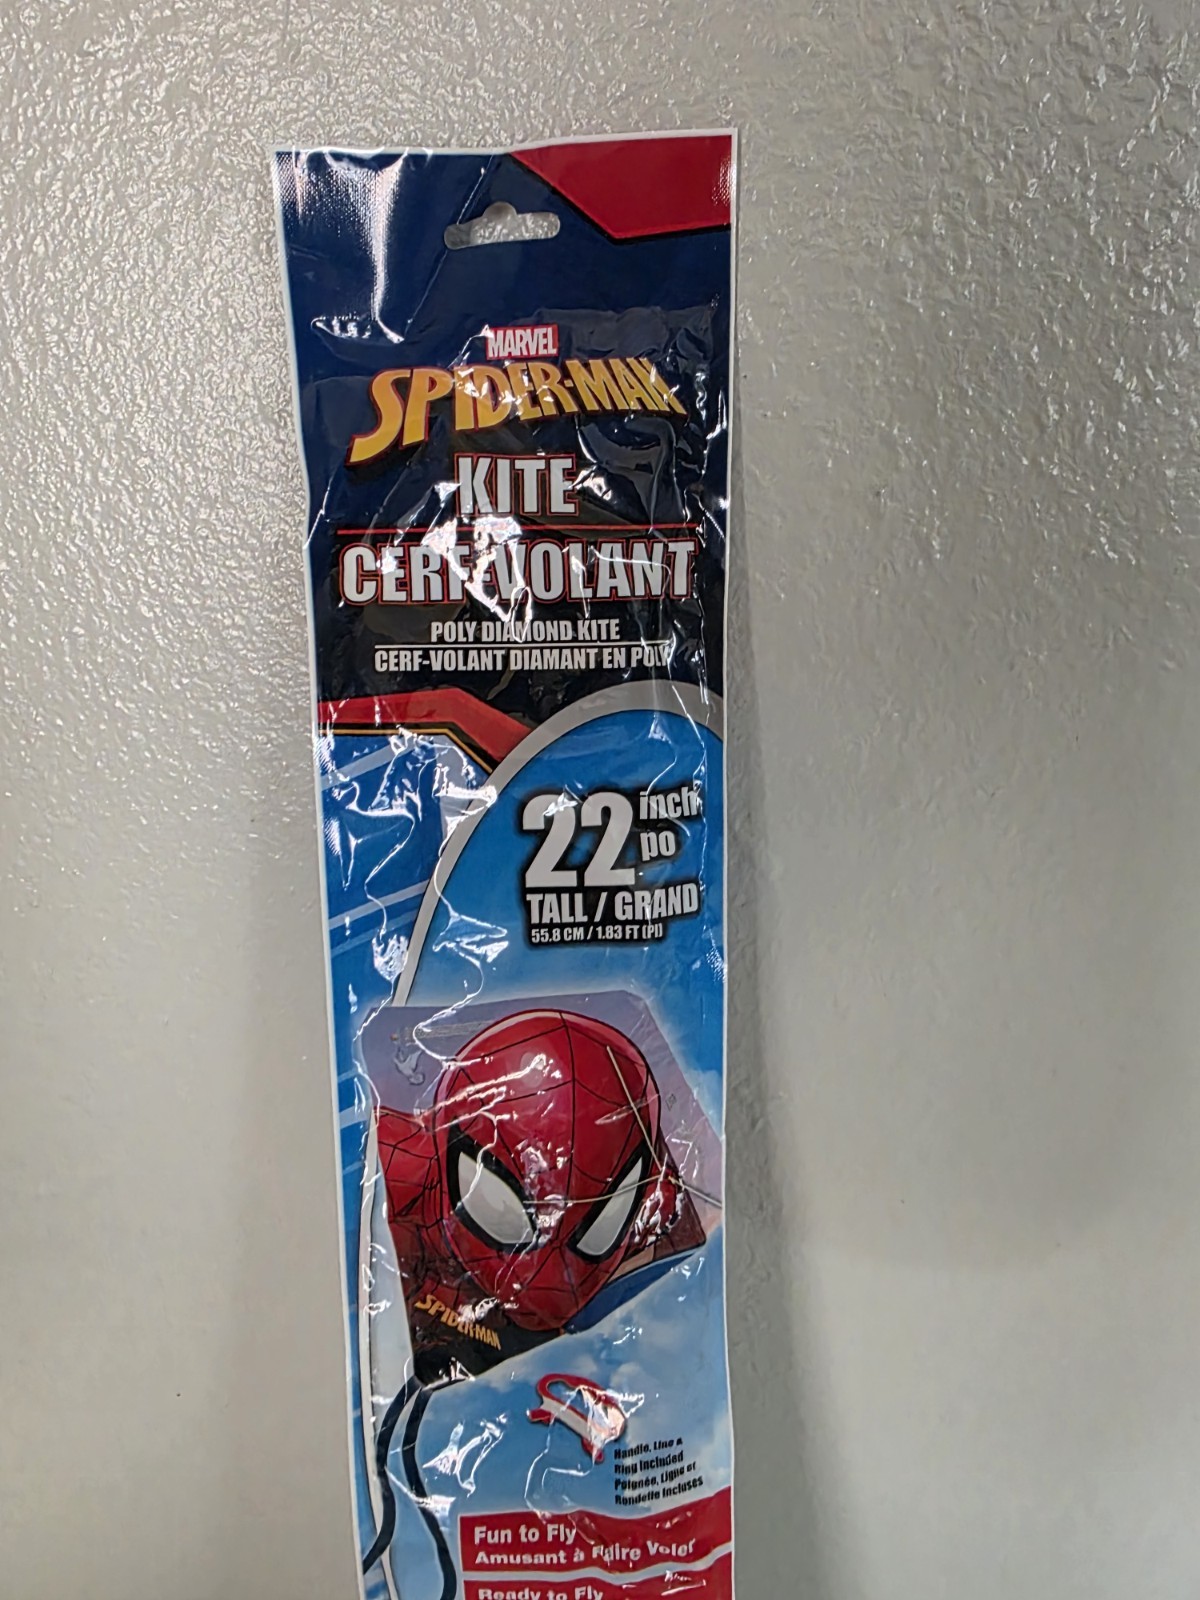 MARVEL
SPIDER-MAN
KITE
CERF-VOLANT
POLY DIAMOND KITE
CERF-VOLANT DIAMANT EN POLY
22 inch
po
TALL / GRAND
55.8 CM / 1.83 FT (PI)
SPIDER-MAN
Handle, Line &
Ring Included
Poignée, Ligne et
Rondelle Incluses
Fun to Fly
Amusant à Faire Voler
Ready to Fly